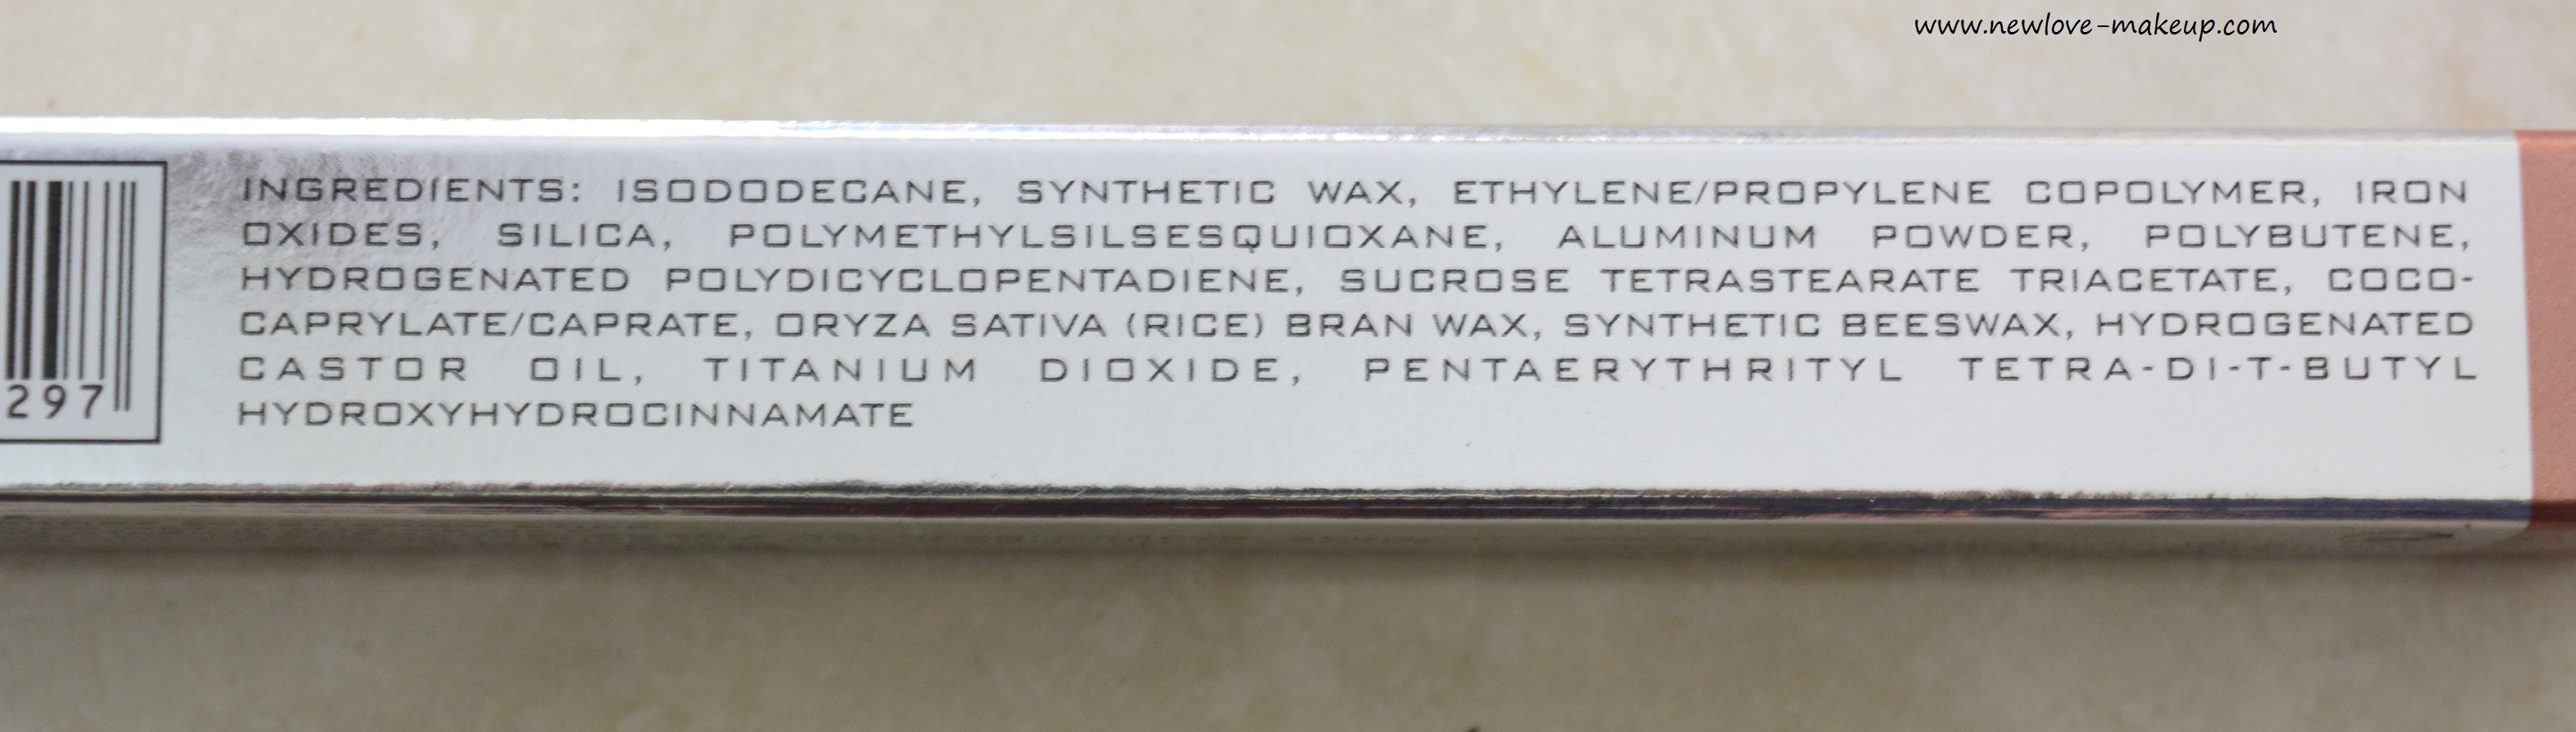 www.newlove-makeup.com
INGREDIENTS: ISODODECANE, SYNTHETIC WAX, ETHYLENE/PROPYLENE COPOLYMER, IRON
OXIDES, SILICA, POLYMETHYLSILSESQUIOXANE, ALUMINUM POWDER, POLYBUTENE,
HYDROGENATED POLYDICYCLOPENTADIENE, SUCROSE TETRASTEARATE TRIACETATE, COCO-
CAPRYLATE/CAPRATE, ORYZA SATIVA (RICE) BRAN WAX, SYNTHETIC BEESWAX, HYDROGENATED
CASTOR OIL, TITANIUM DIOXIDE, PENTAERYTHRITYL TETRA-DI-T-BUTYL
HYDROXYHYDROCINNAMATE
297